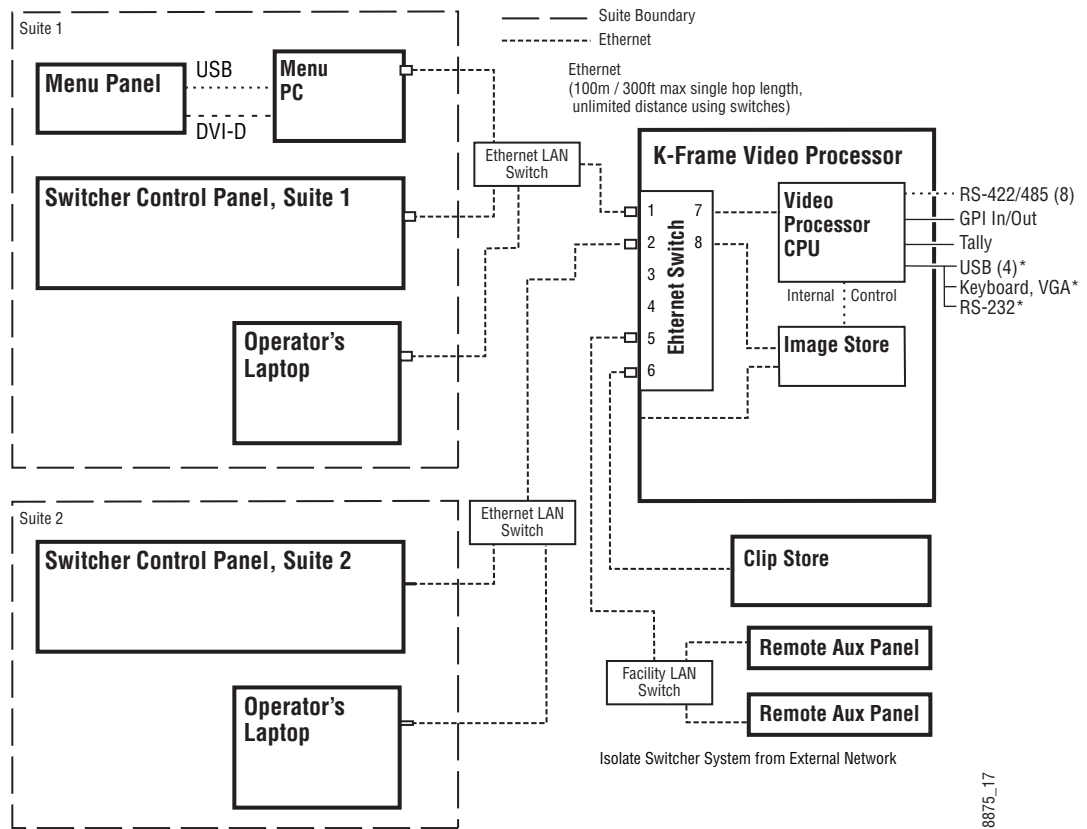 Suite 1
Menu Panel
USB
DVI-D
Menu
PC
Switcher Control Panel, Suite 1
Operator's
Laptop
Suite 2
Switcher Control Panel, Suite 2
Operator's
Laptop
Suite Boundary
Ethernet
Ethernet
(100m / 300ft max single hop length,
unlimited distance using switches)
Ethernet LAN
Switch
Ethernet LAN
Switch
K-Frame Video Processor
1
2
3
4
5
6
7
8
Ehternet Switch
Video
Processor
CPU
Internal
Control
Image Store
RS-422/485 (8)
GPI In/Out
Tally
USB (4)*
Keyboard, VGA*
RS-232*
Clip Store
Remote Aux Panel
Facility LAN
Switch
Remote Aux Panel
Isolate Switcher System from External Network
8875_17